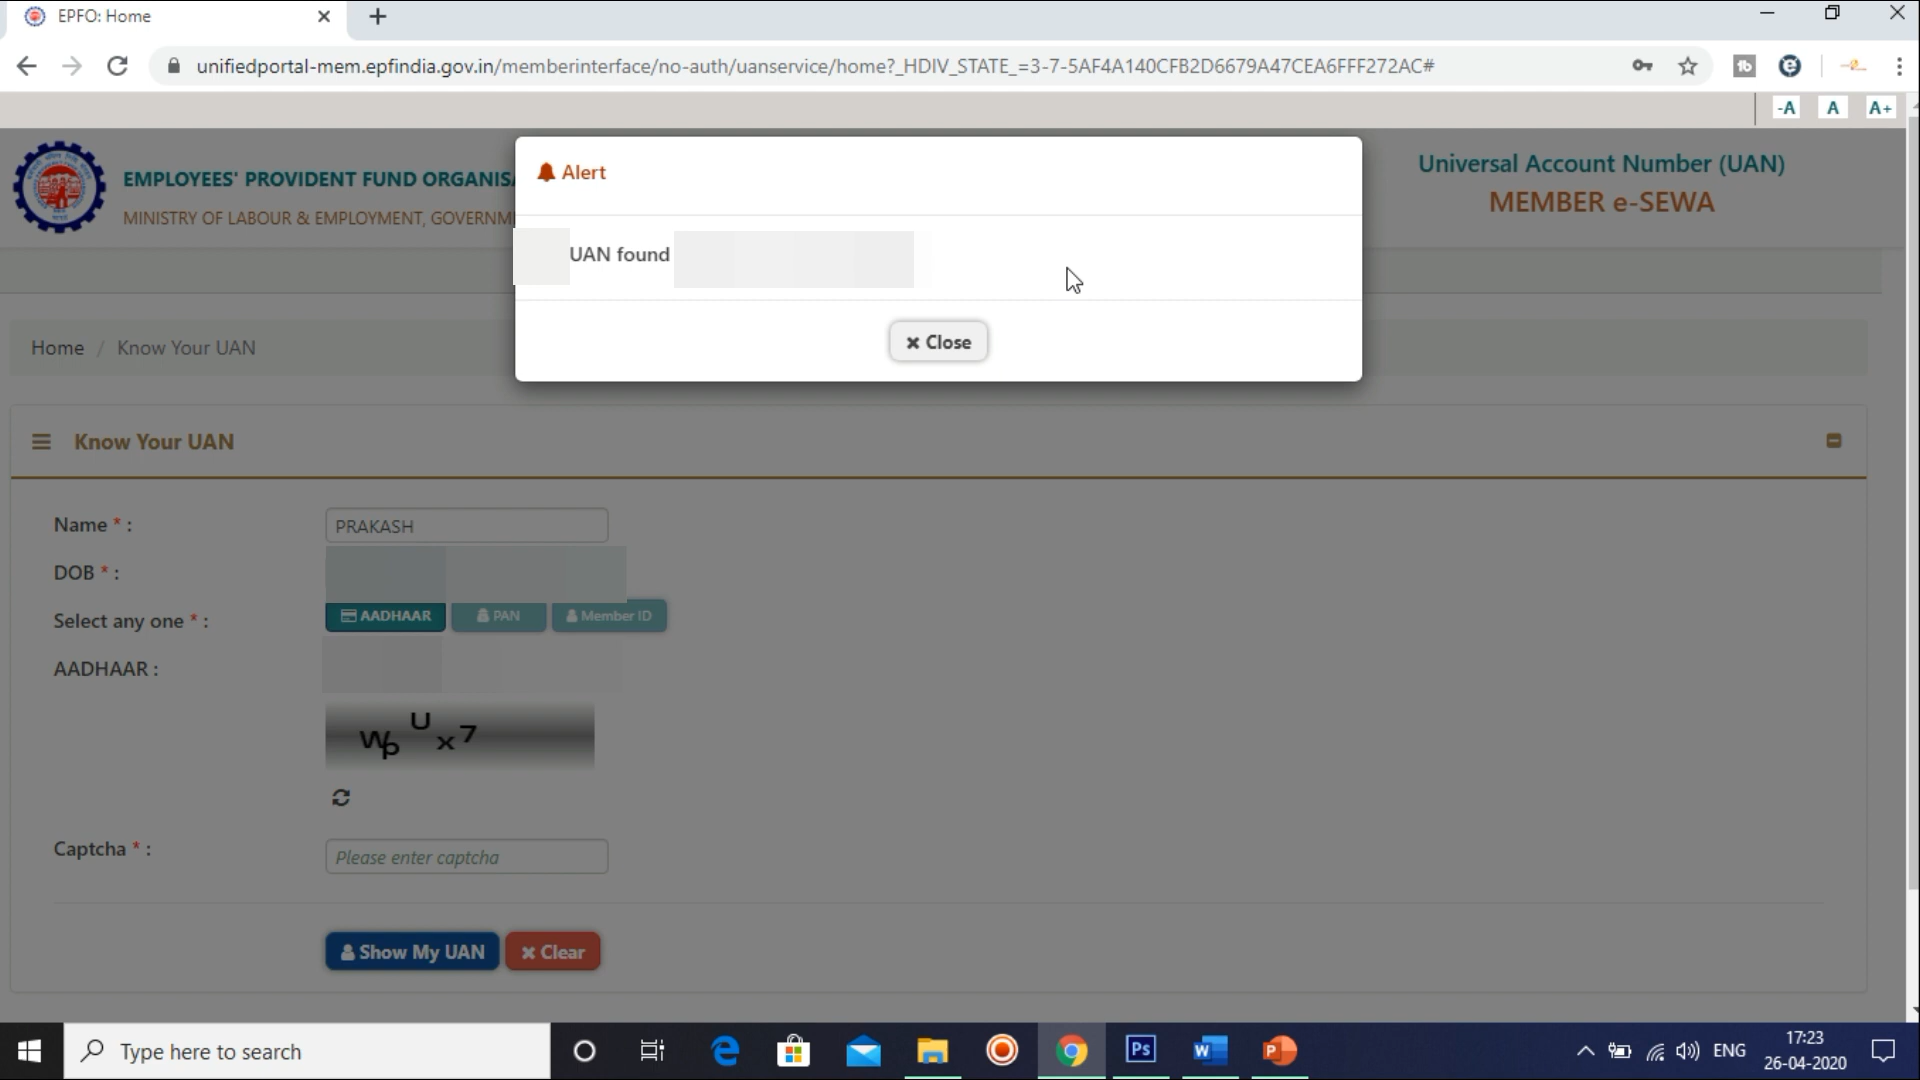 EPFO: Home
unifiedportal-mem.epfindia.gov.in/memberinterface/no-auth/uanservice/home?_HDIV_STATE_=3-7-5AF4A140CFB2D6679A47CEA6FFF272AC#
-A A A+
EMPLOYEES' PROVIDENT FUND ORGANISA
MINISTRY OF LABOUR & EMPLOYMENT, GOVERNM
Universal Account Number (UAN)
MEMBER e-SEWA
Alert
UAN found
Close
Home / Know Your UAN
Know Your UAN
Name * : PRAKASH
DOB * :
Select any one * : AADHAAR PAN Member ID
AADHAAR :
WpUx7
Captcha * : Please enter captcha
Show My UAN Clear
Type here to search
Ps
ENG
17:23
26-04-2020